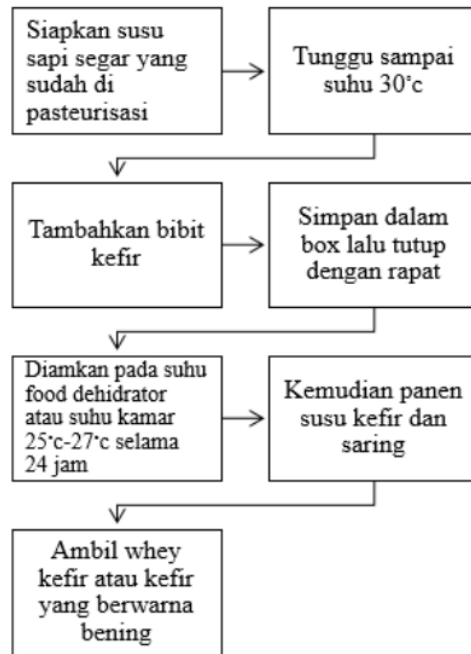 Siapkan susu
sapi segar yang
sudah di
pasteurisasi
Tunggu sampai
suhu 30°c
Tambahkan bibit
kefir
Simpan dalam
box lalu tutup
dengan rapat
Diamkan pada suhu
food dehidrator
atau suhu kamar
25°c-27°c selama
24 jam
Kemudian panen
susu kefir dan
saring
Ambil whey
kefir atau kefir
yang berwarna
bening